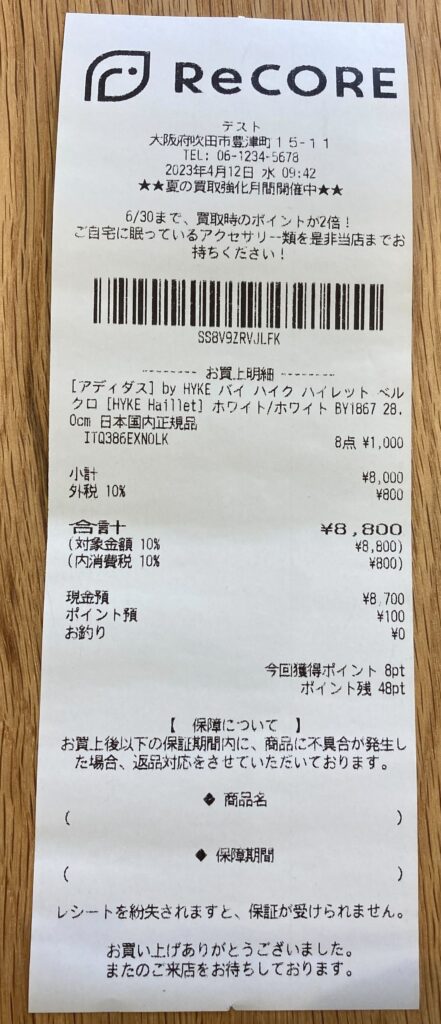 ReCORE
テスト
大阪府吹田市豊津町１５-１１
TEL: 06-1234-5678
2023年4月12日 水 09:42
★★夏の買取強化月間開催中★★
6/30まで、買取時のポイントが2倍！
ご自宅に眠っているアクセサリー類を是非当店までお
持ちください！
SS8V9ZRVJLFK
-------- お買上明細 --------
[アディダス] by HYKE バイ ハイク ハイレット ベル
クロ [HYKE Haillet] ホワイト/ホワイト BY1867 28.
0cm 日本国内正規品
ITQ386EXNOLK 8点 ¥1,000
小計 ¥8,000
外税 10% ¥800
合計 ¥8,800
(対象金額 10% ¥8,800)
(内消費税 10% ¥800)
現金預 ¥8,700
ポイント預 ¥100
お釣り ¥0
今回獲得ポイント 8pt
ポイント残 48pt
【 保障について 】
お買上後以下の保証期間内に、商品に不具合が発生し
た場合、返品対応をさせていただいております。
◆ 商品名
( )
◆ 保障期間
( )
レシートを紛失されますと、保証が受けられません。
お買い上げありがとうございました。
またのご来店をお待ちしております。